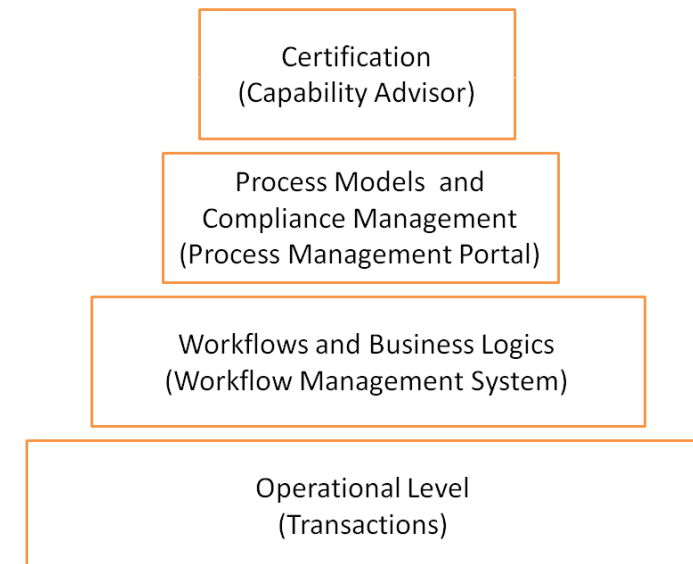 Certification
(Capability Advisor)
Process Models and
Compliance Management
(Process Management Portal)
Workflows and Business Logics
(Workflow Management System)
Operational Level
(Transactions)